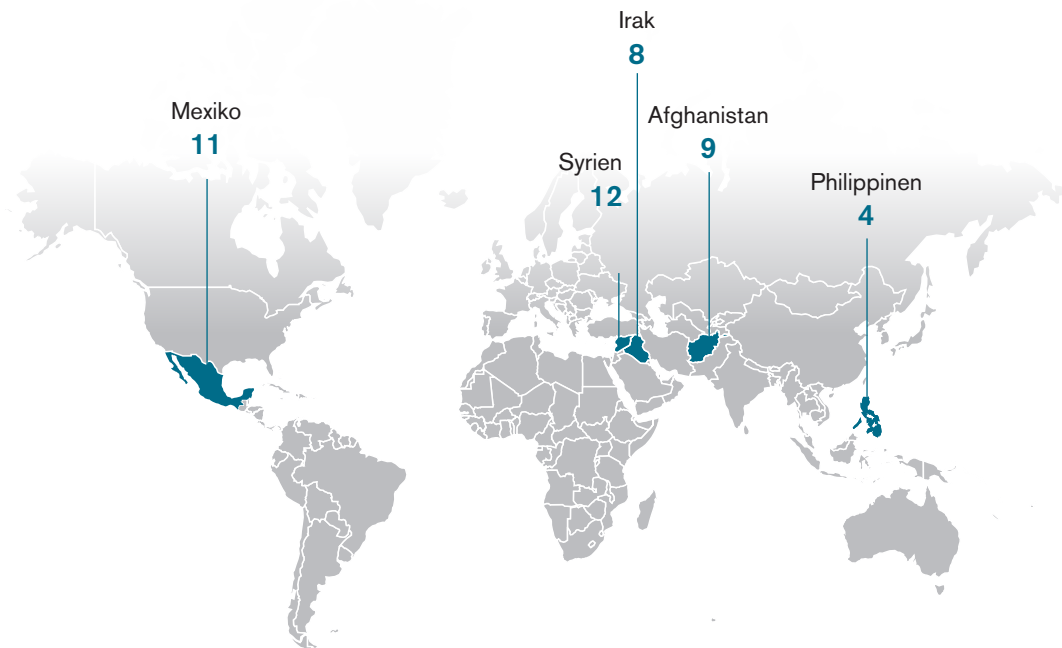 Irak
8
Mexiko
11
Afghanistan
9
Syrien
12
Philippinen
4